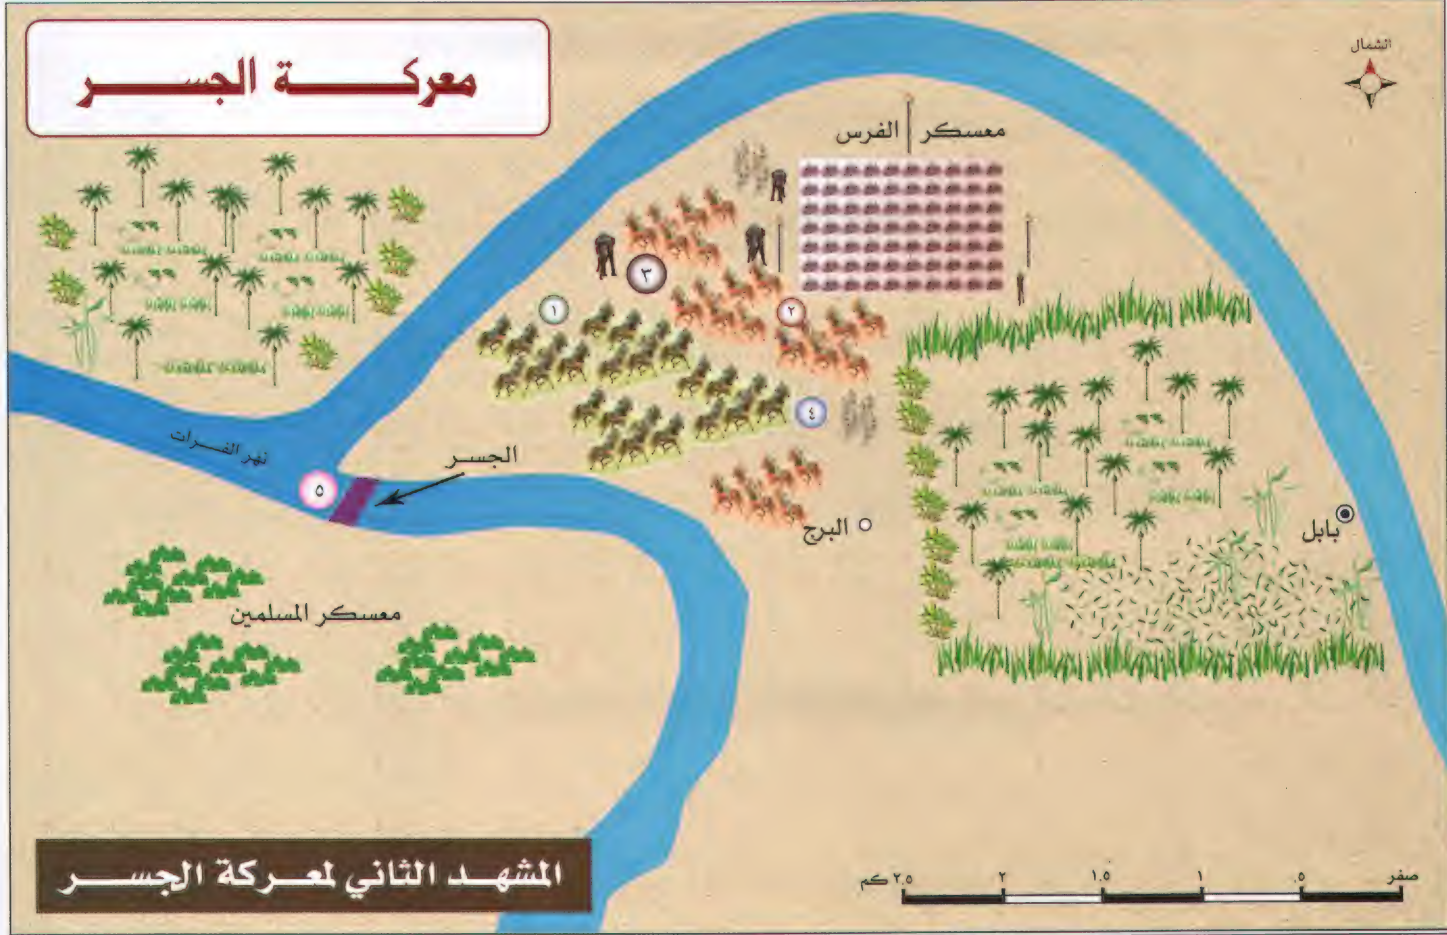 معركة الجسر
الشمال
معسكر الفرس
٣
١
٢
٤
نهر الفرات
الجسر
٥
البرج
بابل
معسكر المسلمين
المشهد الثاني لمعركة الجسر
صفر .٥ ١ ١.٥ ٢ ٢.٥ كم